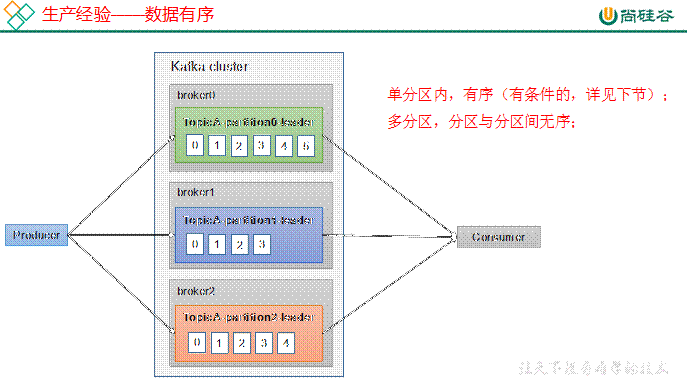 生产经验——数据有序
尚硅谷
Kafka cluster
broker0
TopicA-partition0-leader
0 1 2 3 4 5
单分区内，有序（有条件的，详见下节）；
多分区，分区与分区间无序；
broker1
TopicA-partition1-leader
0 1 2 3
Producer
Consumer
broker2
TopicA-partition2-leader
0 1 2 3 4
让天下没有难学的技术